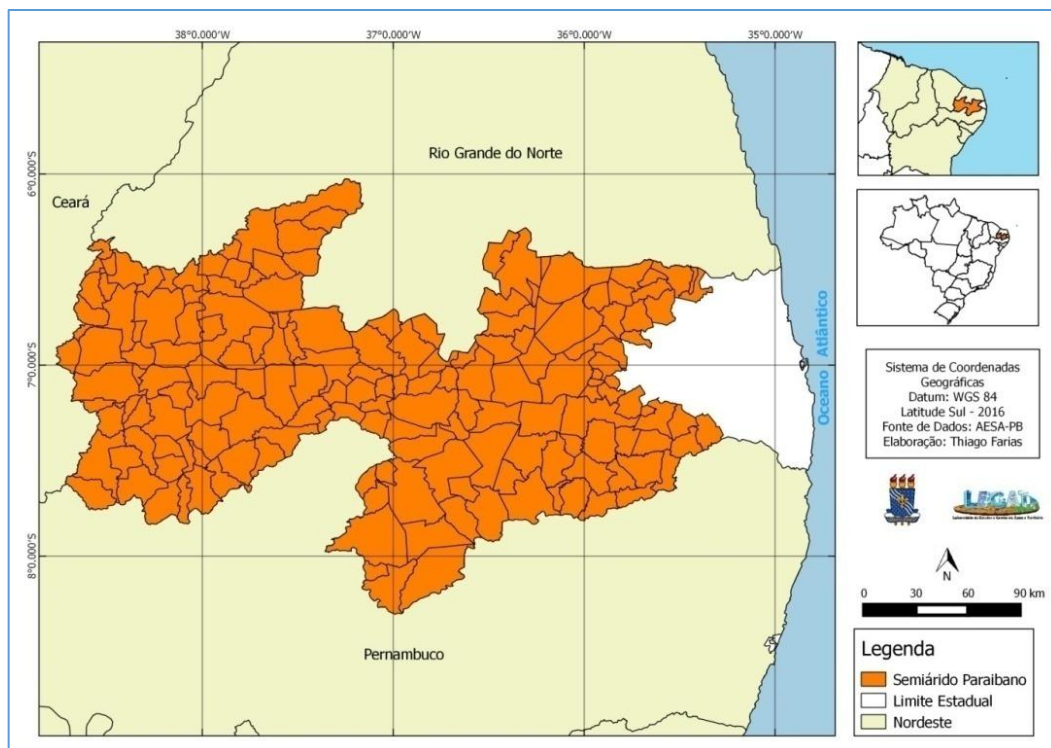 38°0.000'W 37°0.000'W 36°0.000'W 35°0.000'W
6°0.000'S
7°0.000'S
8°0.000'S
Rio Grande do Norte
Ceará
Oceano Atlântico
Pernambuco
Sistema de Coordenadas
Geográficas
Datum: WGS 84
Latitude Sul - 2016
Fonte de Dados: AESA-PB
Elaboração: Thiago Farias
N
0 30 60 90 km
Legenda
Semiárido Paraibano
Limite Estadual
Nordeste